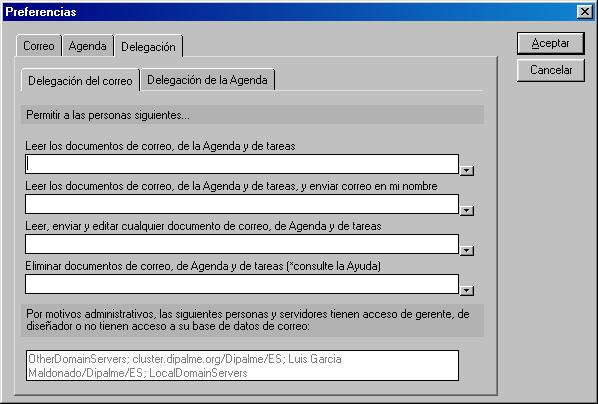 Preferencias
Correo Agenda Delegación
Aceptar
Cancelar
Delegación del correo Delegación de la Agenda
Permitir a las personas siguientes...
Leer los documentos de correo, de la Agenda y de tareas
Leer los documentos de correo, de la Agenda y de tareas, y enviar correo en mi nombre
Leer, enviar y editar cualquier documento de correo, de Agenda y de tareas
Eliminar documentos de correo, de Agenda y de tareas (*consulte la Ayuda)
Por motivos administrativos, las siguientes personas y servidores tienen acceso de gerente, de
diseñador o no tienen acceso a su base de datos de correo:
OtherDomainServers; cluster.dipalme.org/Dipalme/ES; Luis Garcia
Maldonado/Dipalme/ES; LocalDomainServers